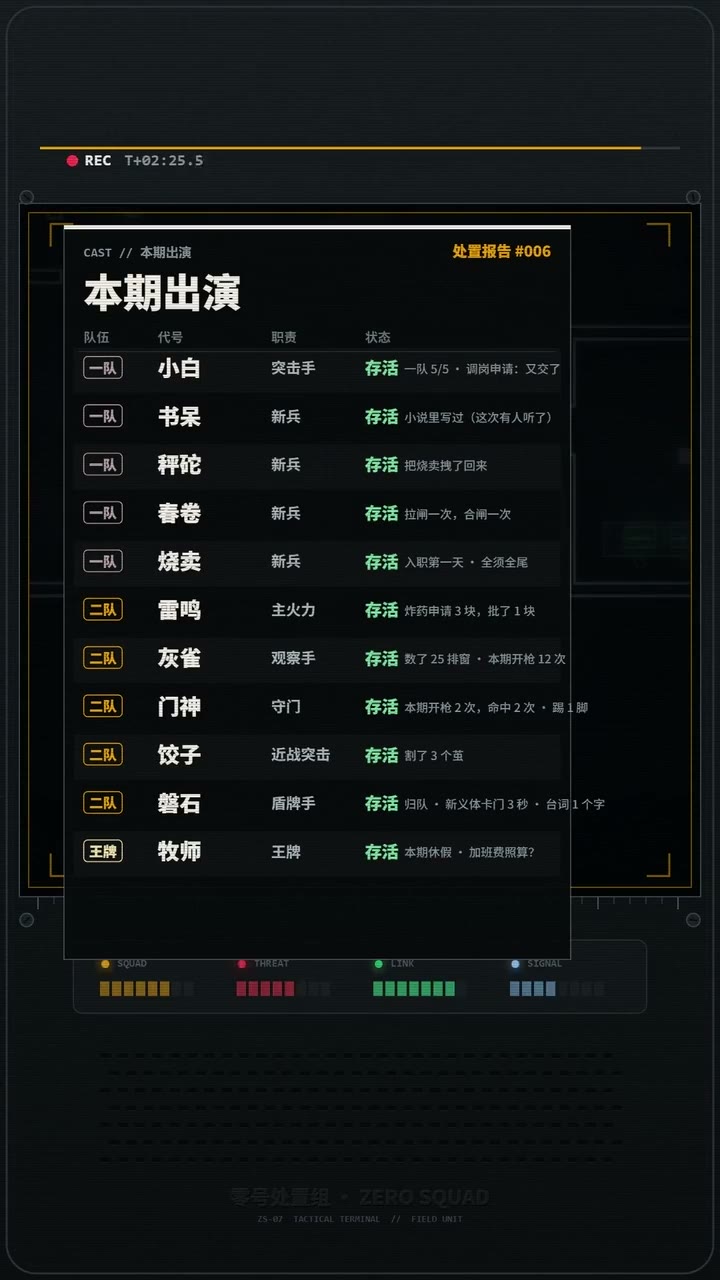 REC T+02:25.5
CAST // 本期出演 处置报告 #006
本期出演
队伍 代号 职责 状态
一队 小白 突击手 存活 一队 5/5 · 调岗申请：又交了
一队 书呆 新兵 存活 小说里写过（这次有人听了）
一队 秤砣 新兵 存活 把烧卖拽了回来
一队 春卷 新兵 存活 拉闸一次，合闸一次
一队 烧卖 新兵 存活 入职第一天 · 全须全尾
二队 雷鸣 主火力 存活 炸药申请 3 块，批了 1 块
二队 灰雀 观察手 存活 数了 25 排窗 · 本期开枪 12 次
二队 门神 守门 存活 本期开枪 2 次，命中 2 次 · 踢 1 脚
二队 饺子 近战突击 存活 割了 3 个茧
二队 磐石 盾牌手 存活 归队 · 新义体卡门 3 秒 · 台词 1 个字
王牌 牧师 王牌 存活 本期休假 · 加班费照算？
SQUAD THREAT LINK SIGNAL
零号处置组 · ZERO SQUAD
ZS-07 TACTICAL TERMINAL // FIELD UNIT